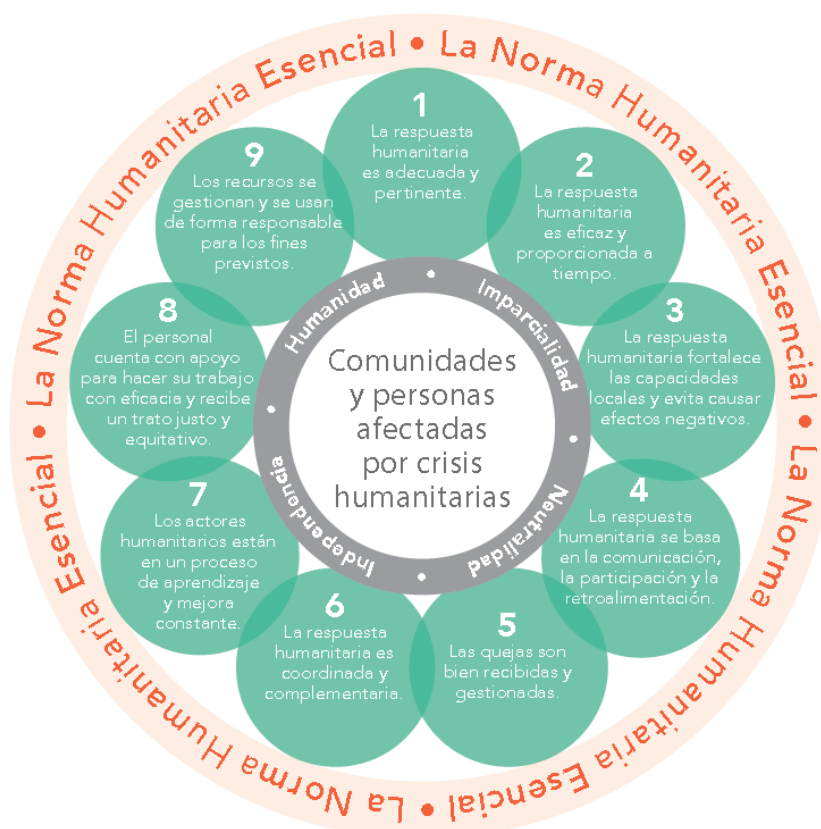 La Norma Humanitaria Esencial • La Norma Humanitaria Esencial • La Norma Humanitaria Esencial • La Norma Humanitaria Esencial •
1
La respuesta
humanitaria
es adecuada y
pertinente.
2
La respuesta
humanitaria
es eficaz y
proporcionada a
tiempo.
3
La respuesta
humanitaria fortalece
las capacidades
locales y evita causar
efectos negativos.
4
La respuesta
humanitaria se basa
en la comunicación,
la participación y la
retroalimentación.
5
Las quejas son
bien recibidas y
gestionadas.
6
La respuesta
humanitaria es
coordinada y
complementaria.
7
Los actores
humanitarios están
en un proceso
de aprendizaje
y mejora
constante.
8
El personal
cuenta con apoyo
para hacer su trabajo
con eficacia y recibe
un trato justo y
equitativo.
9
Los recursos se
gestionan y se usan
de forma responsable
para los fines
previstos.
Humanidad • Imparcialidad • Neutralidad • Independencia •
Comunidades
y personas
afectadas
por crisis
humanitarias